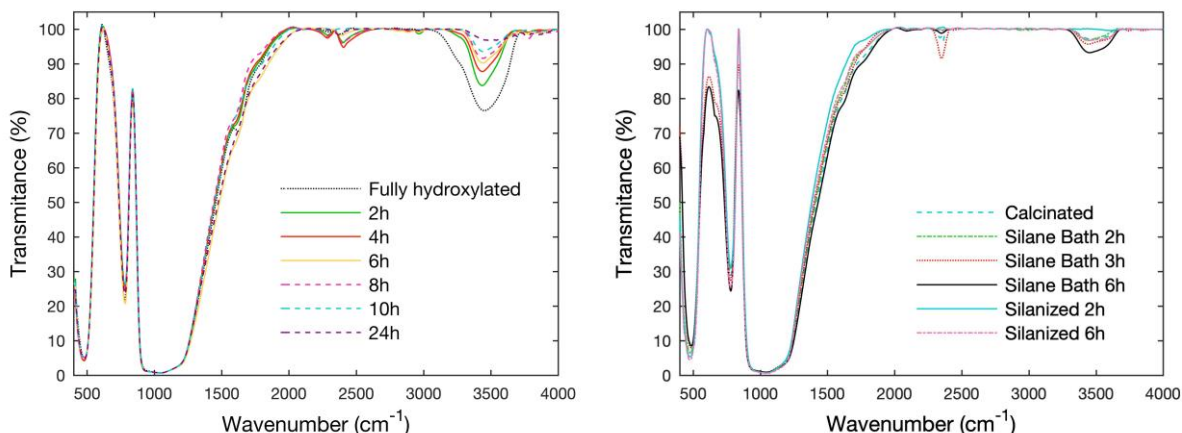 100
90
80
70
60
50
40
30
20
10
0
Transmitance (%)
Fully hydroxylated
2h
4h
6h
8h
10h
24h
500 1000 1500 2000 2500 3000 3500 4000
Wavenumber (cm⁻¹)
100
90
80
70
60
50
40
30
20
10
0
Transmitance (%)
Calcinated
Silane Bath 2h
Silane Bath 3h
Silane Bath 6h
Silanized 2h
Silanized 6h
500 1000 1500 2000 2500 3000 3500 4000
Wavenumber (cm⁻¹)